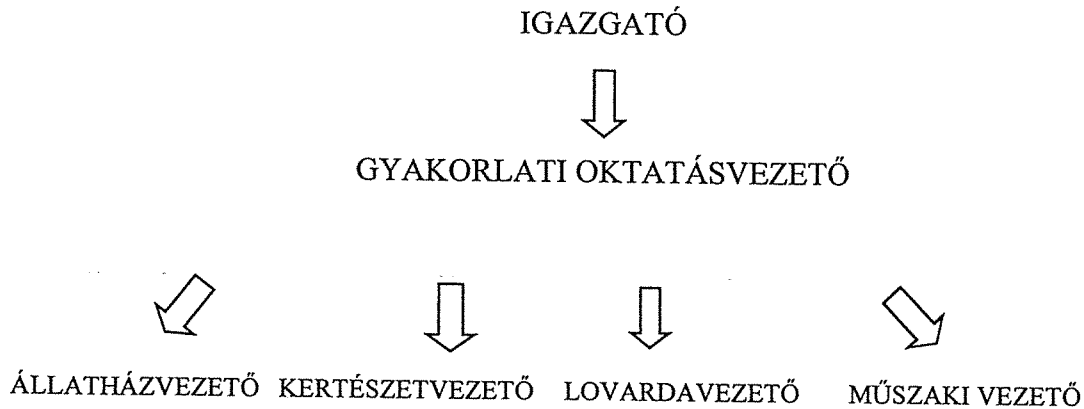 IGAZGATÓ
GYAKORLATI OKTATÁSVEZETŐ
ÁLLATHÁZVEZETŐ KERTÉSZETVEZETŐ LOVARDAVEZETŐ MŰSZAKI VEZETŐ